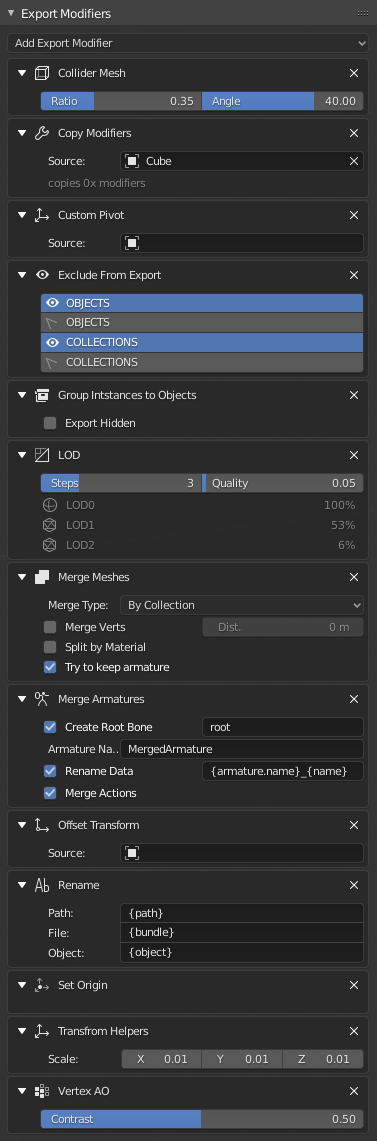 Export Modifiers
Add Export Modifier
Collider Mesh
Ratio 0.35 Angle 40.00
Copy Modifiers
Source: Cube
copies 0x modifiers
Custom Pivot
Source:
Exclude From Export
OBJECTS
OBJECTS
COLLECTIONS
COLLECTIONS
Group Intstances to Objects
Export Hidden
LOD
Steps 3 Quality 0.05
LOD0 100%
LOD1 53%
LOD2 6%
Merge Meshes
Merge Type: By Collection
Merge Verts Dist. 0 m
Split by Material
Try to keep armature
Merge Armatures
Create Root Bone root
Armature Na.. MergedArmature
Rename Data {armature.name}_{name}
Merge Actions
Offset Transform
Source:
Ab Rename
Path: {path}
File: {bundle}
Object: {object}
Set Origin
Transfrom Helpers
Scale: X 0.01 Y 0.01 Z 0.01
Vertex AO
Contrast 0.50